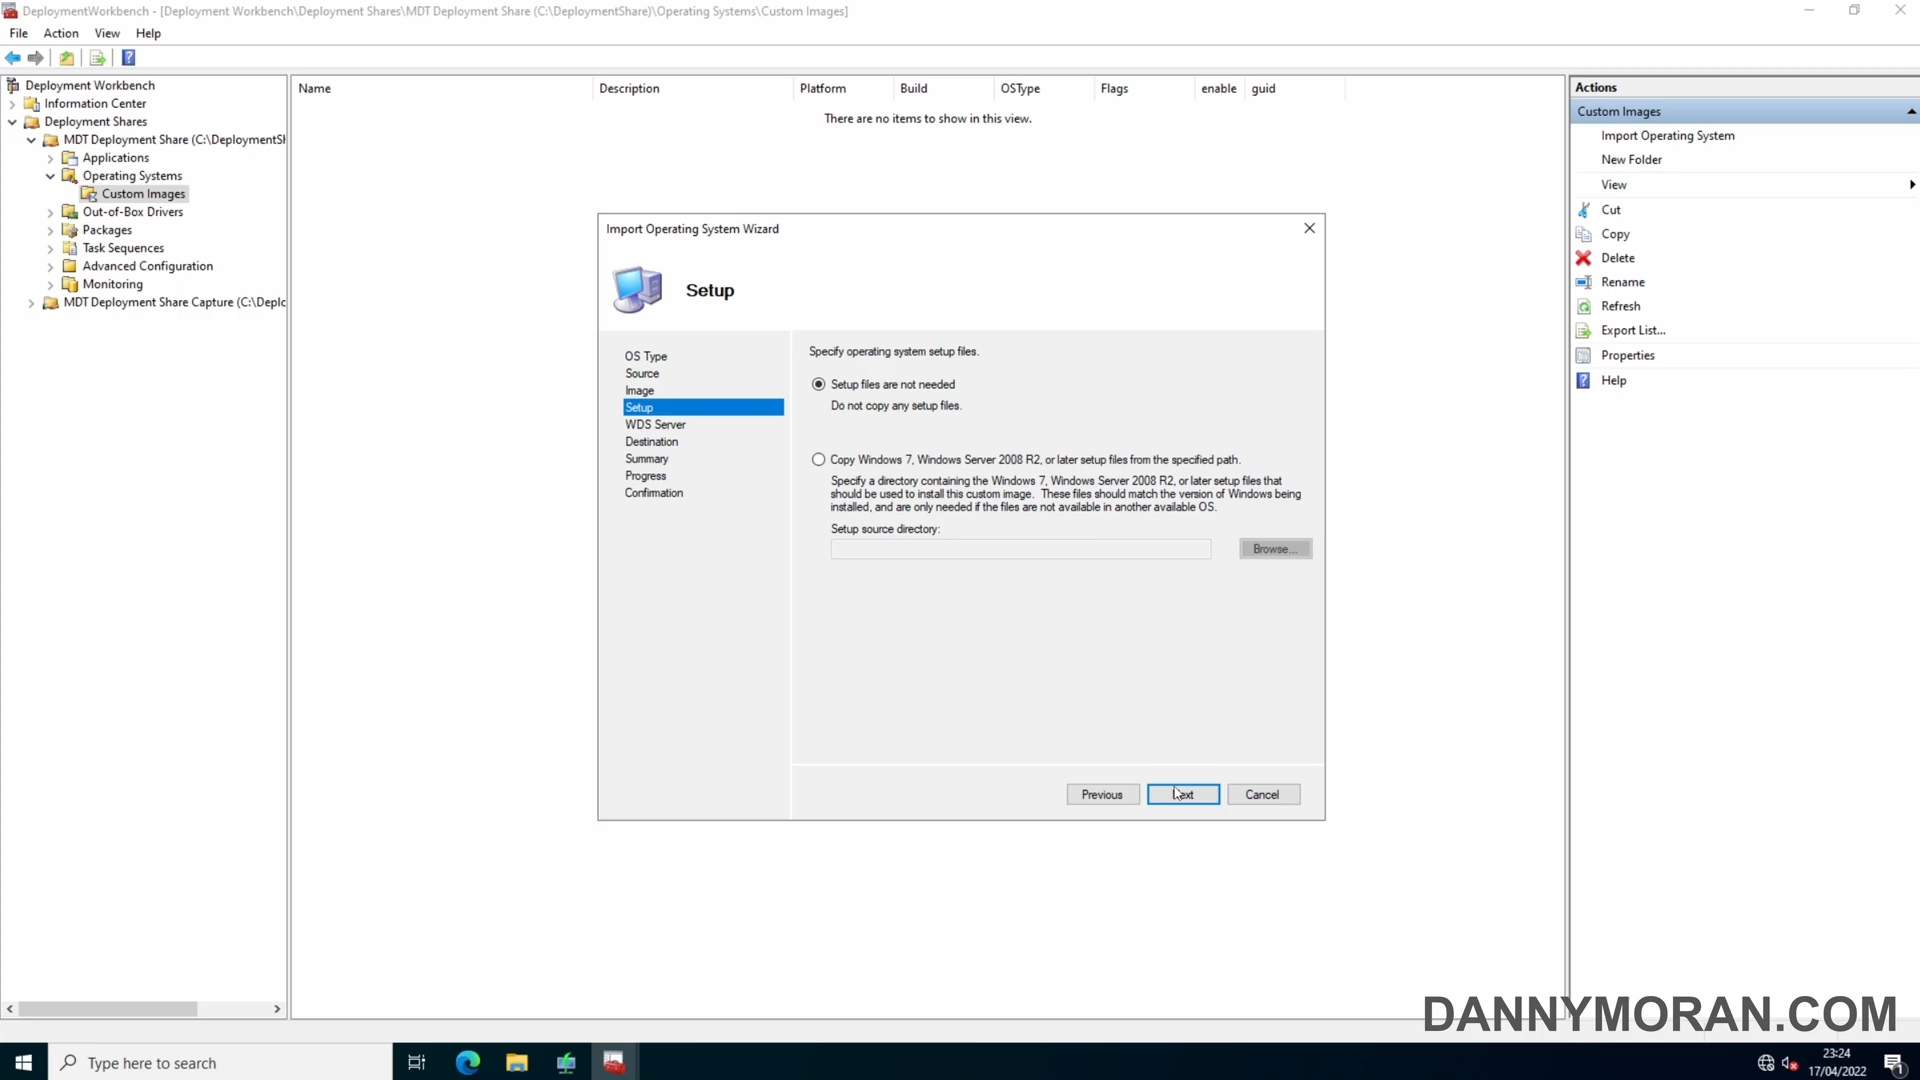 DeploymentWorkbench - [Deployment Workbench\Deployment Shares\MDT Deployment Share (C:\DeploymentShare)\Operating Systems\Custom Images]
File Action View Help
Deployment Workbench
Information Center
Deployment Shares
MDT Deployment Share (C:\DeploymentSh
Applications
Operating Systems
Custom Images
Out-of-Box Drivers
Packages
Task Sequences
Advanced Configuration
Monitoring
MDT Deployment Share Capture (C:\Deplc
Name Description Platform Build OSType Flags enable guid
There are no items to show in this view.
Import Operating System Wizard
Setup
OS Type
Source
Image
Setup
WDS Server
Destination
Summary
Progress
Confirmation
Specify operating system setup files.
Setup files are not needed
Do not copy any setup files.
Copy Windows 7, Windows Server 2008 R2, or later setup files from the specified path.
Specify a directory containing the Windows 7, Windows Server 2008 R2, or later setup files that
should be used to install this custom image. These files should match the version of Windows being
installed, and are only needed if the files are not available in another available OS.
Setup source directory:
Browse...
Previous Next Cancel
Actions
Custom Images
Import Operating System
New Folder
View
Cut
Copy
Delete
Rename
Refresh
Export List...
Properties
Help
DANNYMORAN.COM
Type here to search
23:24
17/04/2022
1